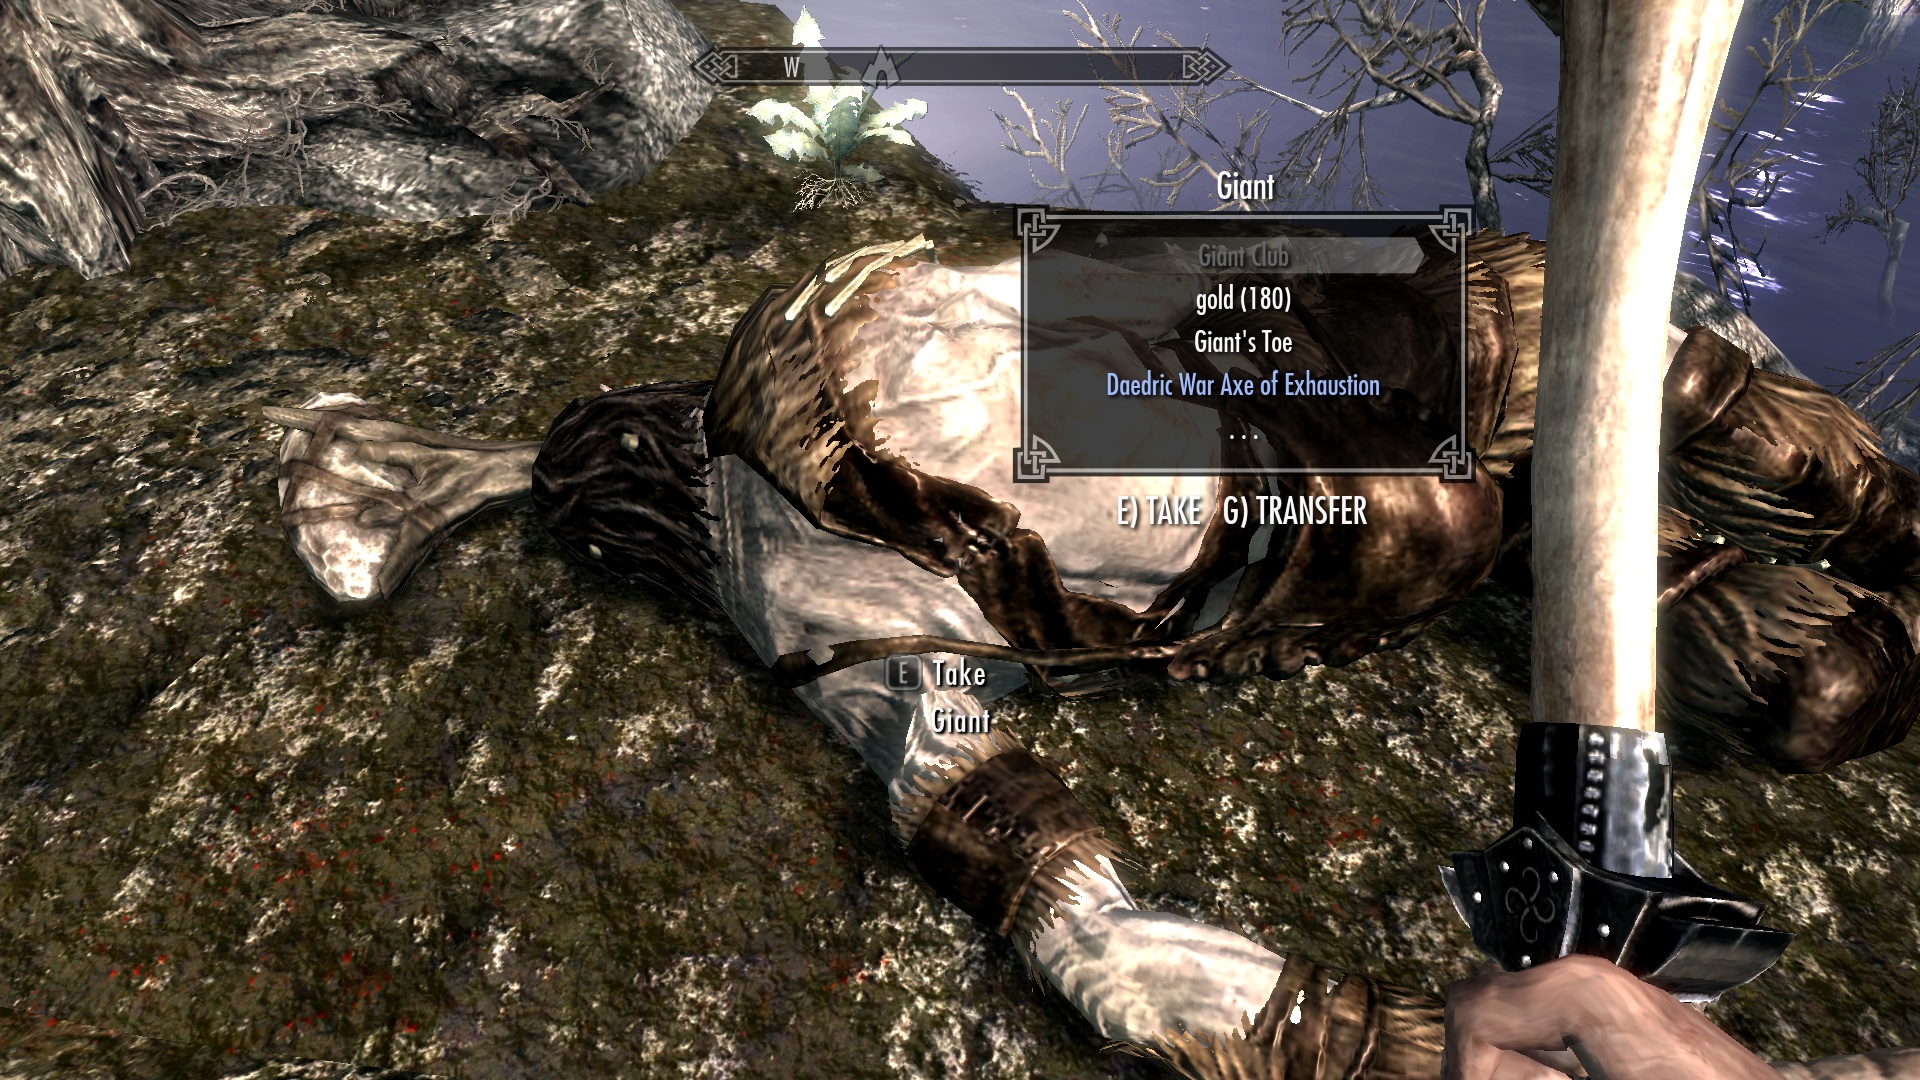 W
Giant
Giant Club
gold (180)
Giant's Toe
Daedric War Axe of Exhaustion
...
E) TAKE G) TRANSFER
E Take
Giant